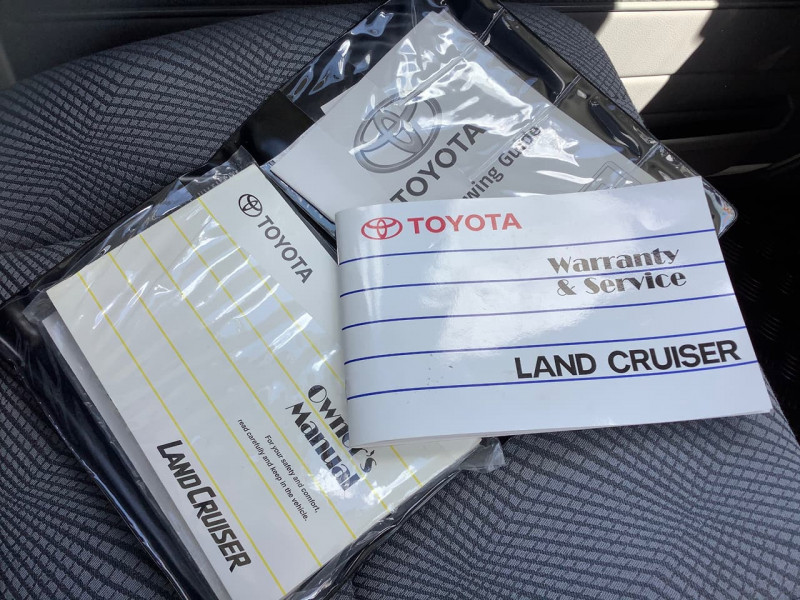 TOYOTA
wing Guide
TOYOTA
Owner's
Manual
For your safety and comfort,
read carefully and keep in the vehicle.
LAND CRUISER
TOYOTA
Warranty
& Service
LAND CRUISER